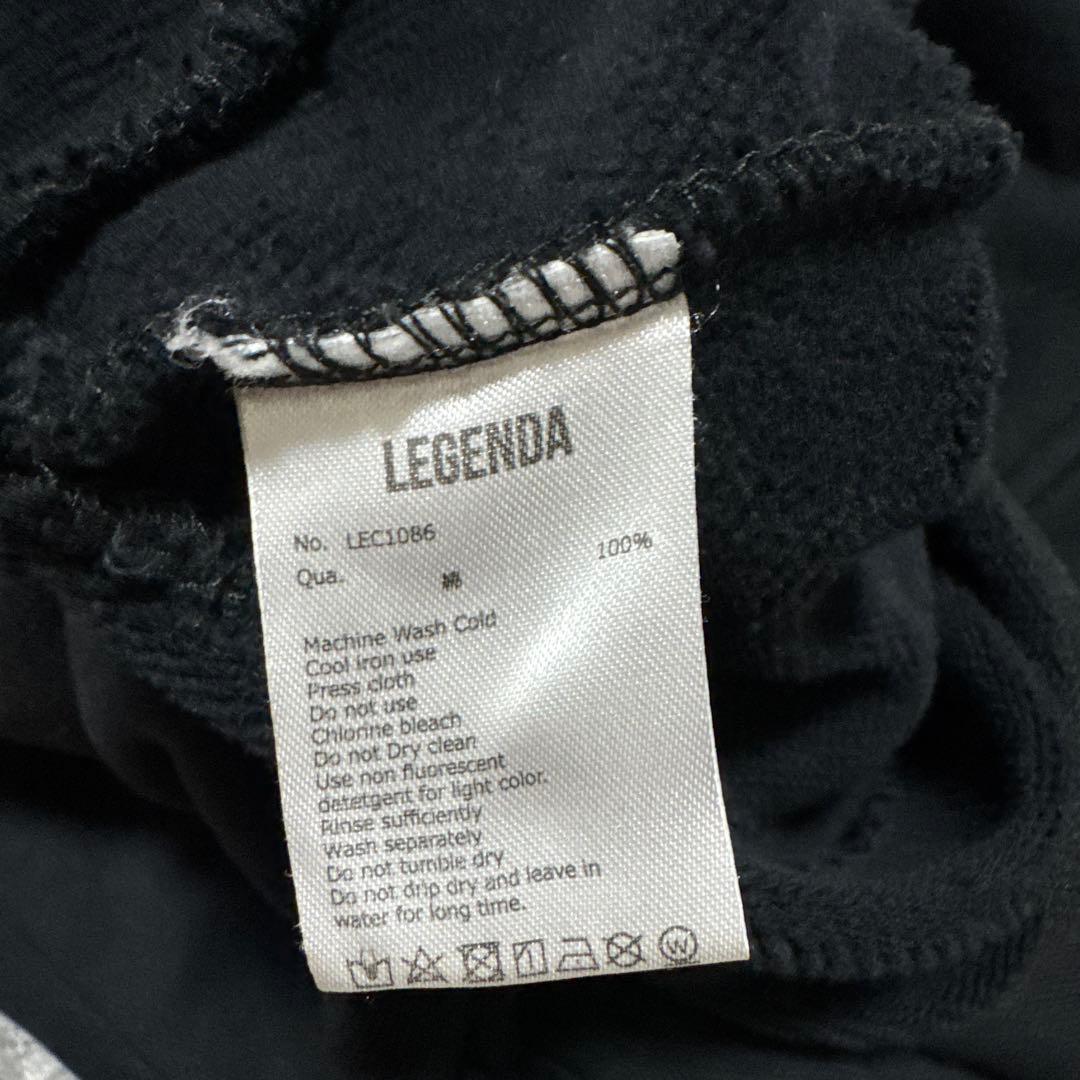 LEGENDA
No. LEC1086
Qua. 100%
Machine Wash Cold
Cool iron use
Press cloth
Do not use
Chlorine bleach
Do not Dry clean
Use non fluorescent
detetgent for light color.
Rinse sufficiently
Wash separately
Do not tumble dry
Do not drip dry and leave in
water for long time.
W